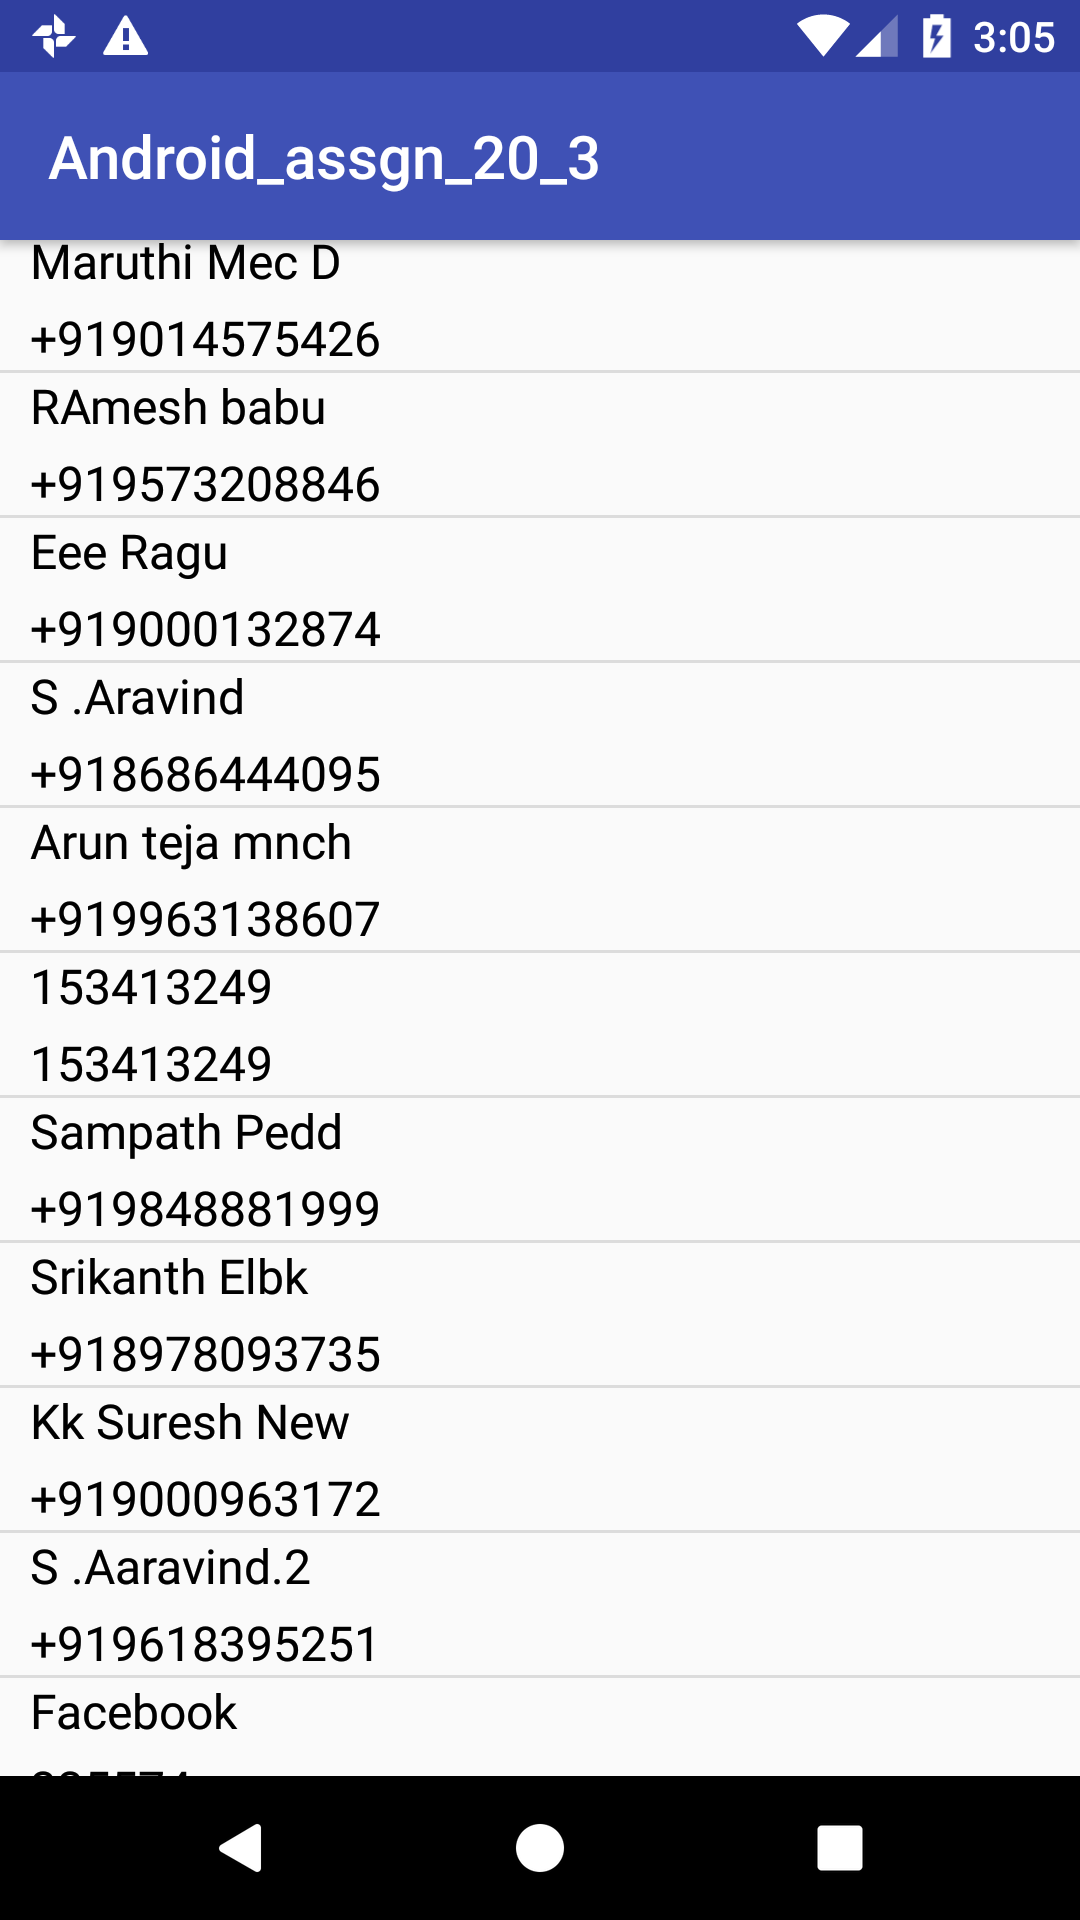 3:05
Android_assgn_20_3
Maruthi Mec D
+919014575426
RAmesh babu
+919573208846
Eee Ragu
+919000132874
S .Aravind
+918686444095
Arun teja mnch
+919963138607
153413249
153413249
Sampath Pedd
+919848881999
Srikanth Elbk
+918978093735
Kk Suresh New
+919000963172
S .Aaravind.2
+919618395251
Facebook